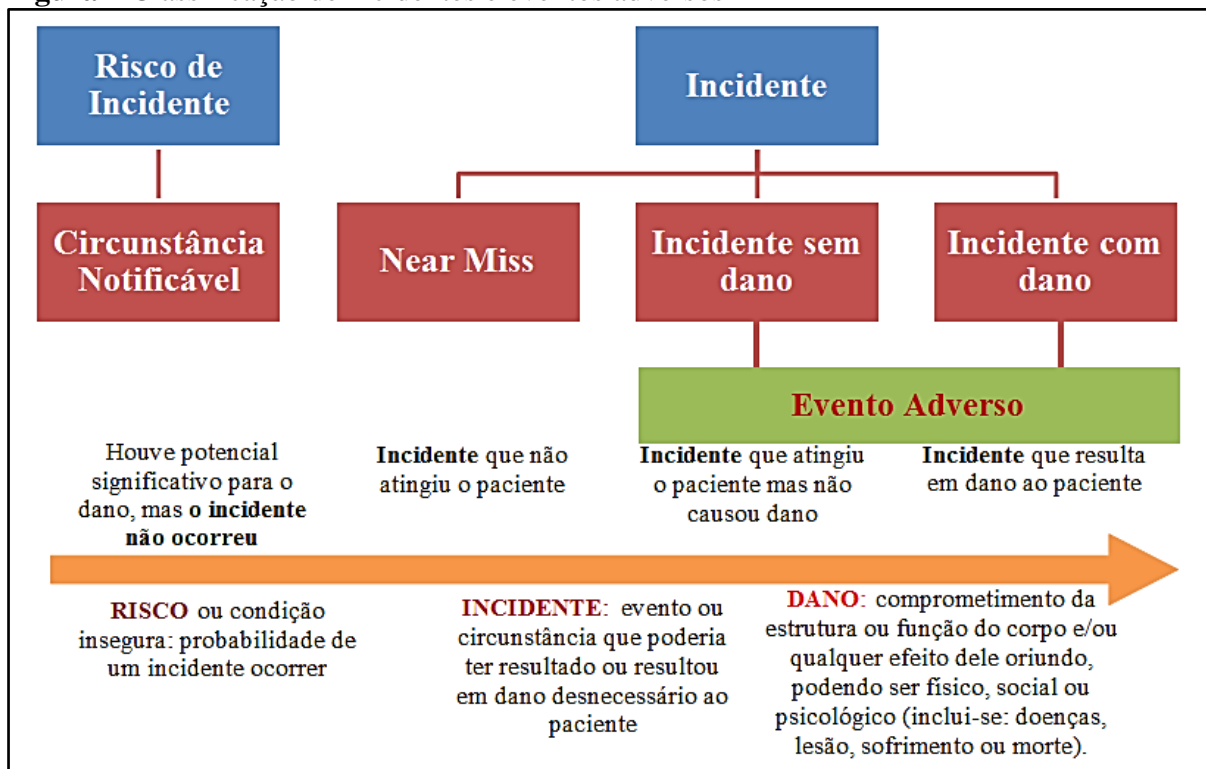 Risco de
Incidente
Incidente
Circunstância
Notificável
Near Miss
Incidente sem
dano
Incidente com
dano
Evento Adverso
Houve potencial
significativo para o
dano, mas o incidente
não ocorreu
Incidente que não
atingiu o paciente
Incidente que atingiu
o paciente mas não
causou dano
Incidente que resulta
em dano ao paciente
RISCO ou condição
insegura: probabilidade de
um incidente ocorrer
INCIDENTE: evento ou
circunstância que poderia
ter resultado ou resultou
em dano desnecessário ao
paciente
DANO: comprometimento da
estrutura ou função do corpo e/ou
qualquer efeito dele oriundo,
podendo ser físico, social ou
psicológico (inclui-se: doenças,
lesão, sofrimento ou morte).